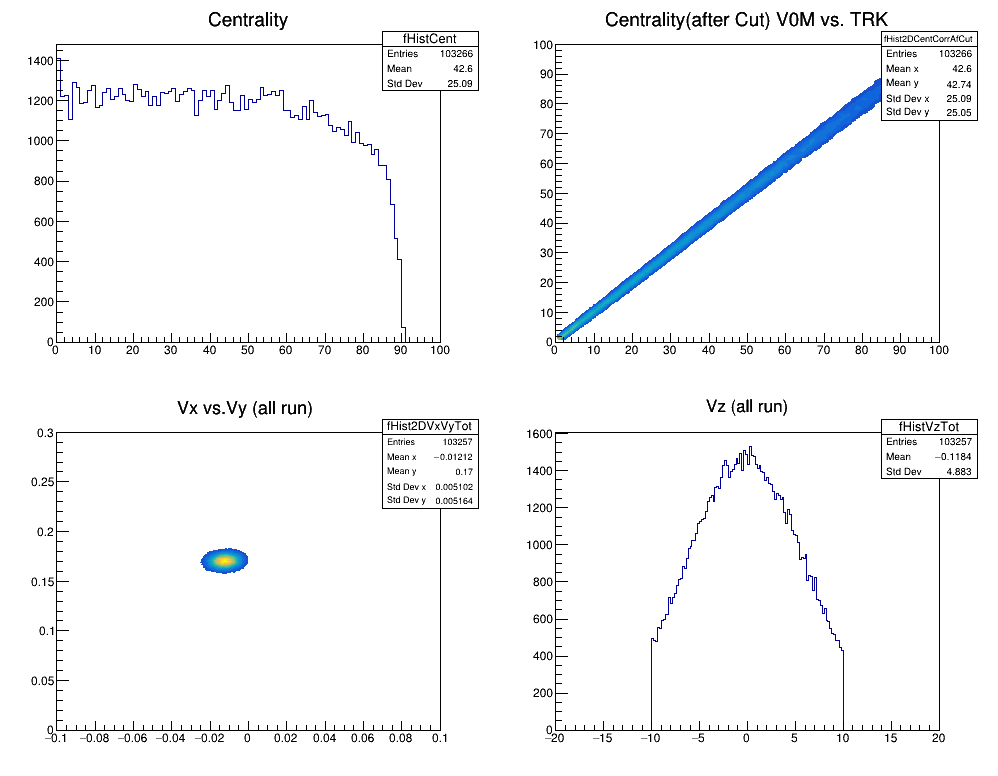 Centrality
fHistCent
Entries 103266
Mean 42.6
Std Dev 25.09
1400
1200
1000
800
600
400
200
0
0 10 20 30 40 50 60 70 80 90 100
Centrality(after Cut) V0M vs. TRK
fHist2DCentCorrAfCut
Entries 103266
Mean x 42.6
Mean y 42.74
Std Dev x 25.09
Std Dev y 25.05
100
90
80
70
60
50
40
30
20
10
0
0 10 20 30 40 50 60 70 80 90 100
Vx vs.Vy (all run)
fHist2DVxVyTot
Entries 103257
Mean x −0.01212
Mean y 0.17
Std Dev x 0.005102
Std Dev y 0.005164
0.3
0.25
0.2
0.15
0.1
0.05
0
−0.1 −0.08 −0.06 −0.04 −0.02 0 0.02 0.04 0.06 0.08 0.1
Vz (all run)
fHistVzTot
Entries 103257
Mean −0.1184
Std Dev 4.883
1600
1400
1200
1000
800
600
400
200
0
−20 −15 −10 −5 0 5 10 15 20